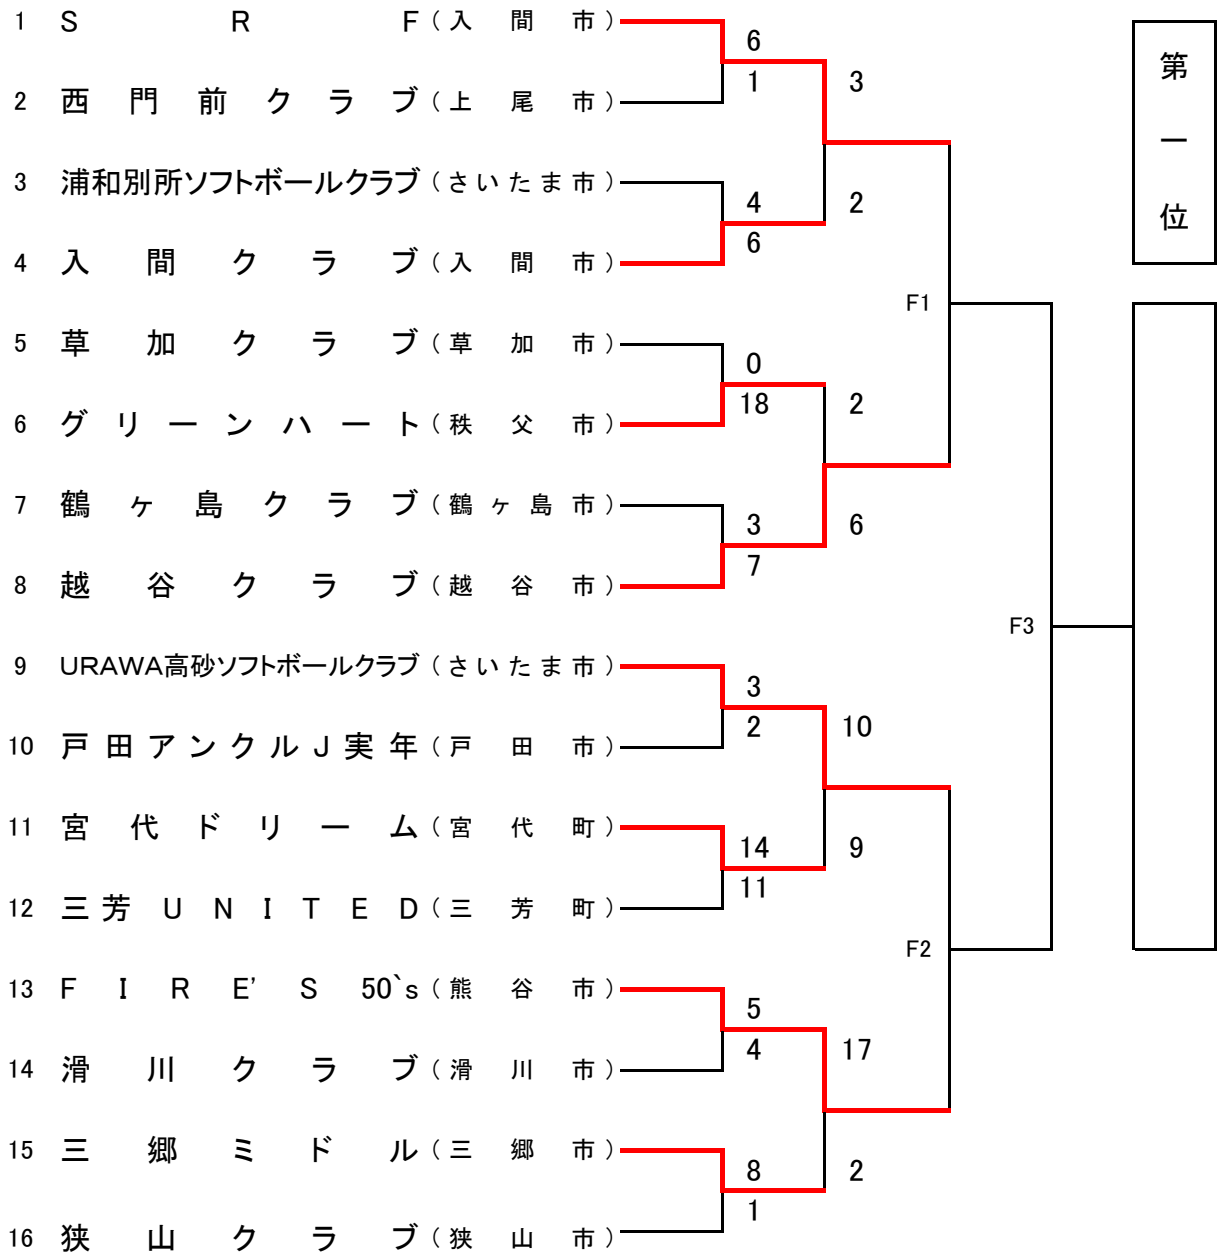 1 S R F (入間市)
6
1
3
第一位
2 西門前クラブ (上尾市)
3 浦和別所ソフトボールクラブ (さいたま市)
4
6
2
4 入間クラブ (入間市)
F1
5 草加クラブ (草加市)
0
18
2
6 グリーンハート (秩父市)
7 鶴ヶ島クラブ (鶴ヶ島市)
3
7
6
8 越谷クラブ (越谷市)
F3
9 URAWA高砂ソフトボールクラブ (さいたま市)
3
2
10
10 戸田アンクルJ実年 (戸田市)
11 宮代ドリーム (宮代町)
14
11
9
12 三芳UNITED (三芳町)
F2
13 FIRE'S 50`s (熊谷市)
5
4
17
14 滑川クラブ (滑川市)
15 三郷ミドル (三郷市)
8
1
2
16 狭山クラブ (狭山市)